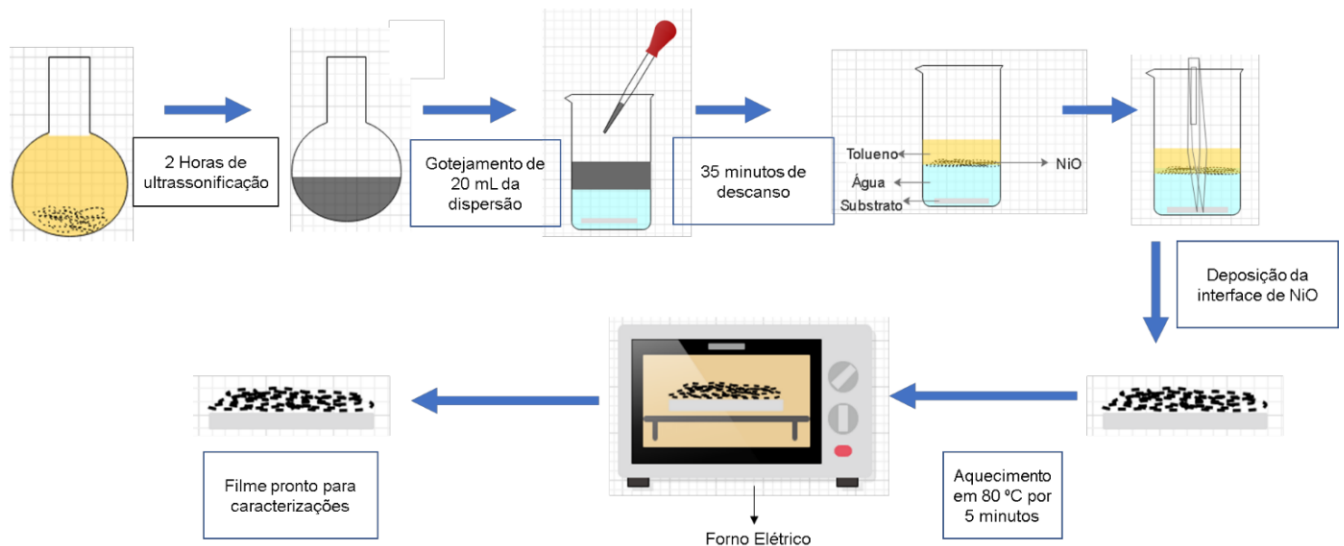 2 Horas de
ultrassonificação
Gotejamento de
20 mL da
dispersão
35 minutos de
descanso
Tolueno
NiO
Água
Substrato
Deposição da
interface de NiO
Aquecimento
em 80 ºC por
5 minutos
Forno Elétrico
Filme pronto para
caracterizações